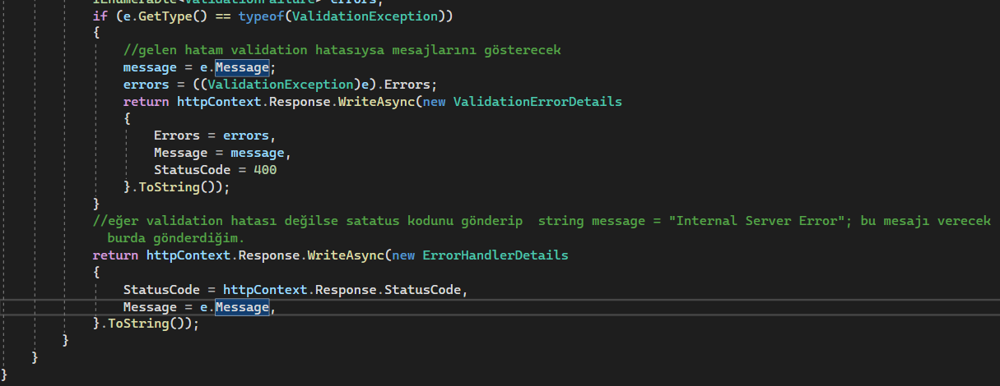 IEnumerable<ValidationFailure> errors;
if (e.GetType() == typeof(ValidationException))
{
//gelen hatam validation hatasıysa mesajlarını gösterecek
message = e.Message;
errors = ((ValidationException)e).Errors;
return httpContext.Response.WriteAsync(new ValidationErrorDetails
{
Errors = errors,
Message = message,
StatusCode = 400
}.ToString());
}
//eğer validation hatası değilse satatus kodunu gönderip  string message = "Internal Server Error"; bu mesajı verecek
burda gönderdiğim.
return httpContext.Response.WriteAsync(new ErrorHandlerDetails
{
StatusCode = httpContext.Response.StatusCode,
Message = e.Message,
}.ToString());
}
}
}